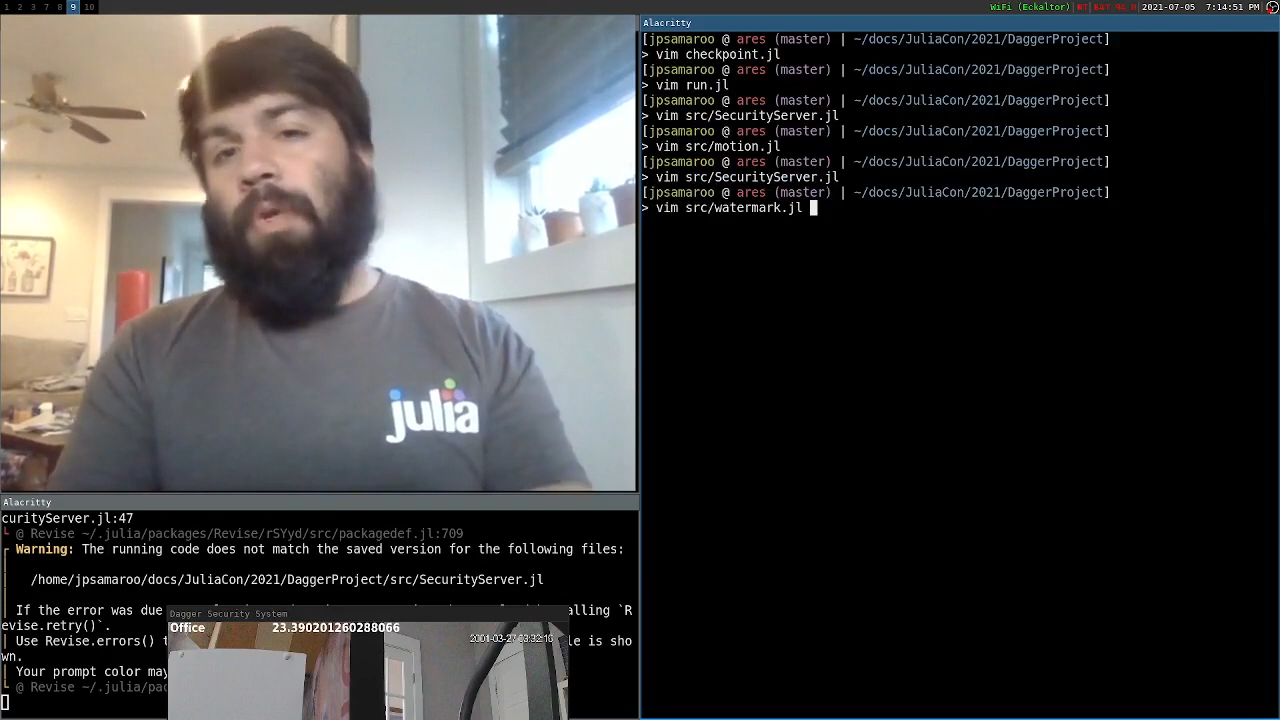 1 2 3 4 5 6 7 8 9 10
WiFi (Eckaltor) 2021-07-05 7:14:51 PM
Alacritty
[jpsamaroo @ ares (master) | ~/docs/JuliaCon/2021/DaggerProject]
> vim checkpoint.jl
[jpsamaroo @ ares (master) | ~/docs/JuliaCon/2021/DaggerProject]
> vim run.jl
[jpsamaroo @ ares (master) | ~/docs/JuliaCon/2021/DaggerProject]
> vim src/SecurityServer.jl
[jpsamaroo @ ares (master) | ~/docs/JuliaCon/2021/DaggerProject]
> vim src/motion.jl
[jpsamaroo @ ares (master) | ~/docs/JuliaCon/2021/DaggerProject]
> vim src/SecurityServer.jl
[jpsamaroo @ ares (master) | ~/docs/JuliaCon/2021/DaggerProject]
> vim src/watermark.jl
julia
Alacritty
curityServer.jl:47
@ Revise ~/.julia/packages/Revise/rSYyd/src/packagedef.jl:709
Warning: The running code does not match the saved version for the following files:
/home/jpsamaroo/docs/JuliaCon/2021/DaggerProject/src/SecurityServer.jl
If the error was due alling `R
evise.retry()`.
Use Revise.errors() le is sho
wn.
Your prompt color may
@ Revise ~/.julia/pac
Dagger Security System
Office 23.390201260288066